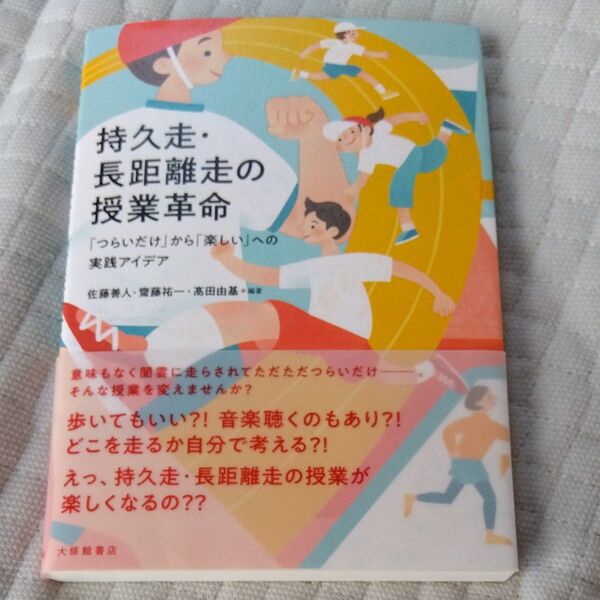 持久走・
長距離走の
授業革命
「つらいだけ」から「楽しい」への
実践アイデア
佐藤善人・齋藤祐一・髙田由基＊編著
意味もなく闇雲に走らされてただただつらいだけ――
そんな授業を変えませんか？
歩いてもいい?! 音楽聴くのもあり?!
どこを走るか自分で考える?!
えっ、持久走・長距離走の授業が
楽しくなるの??
大修館書店